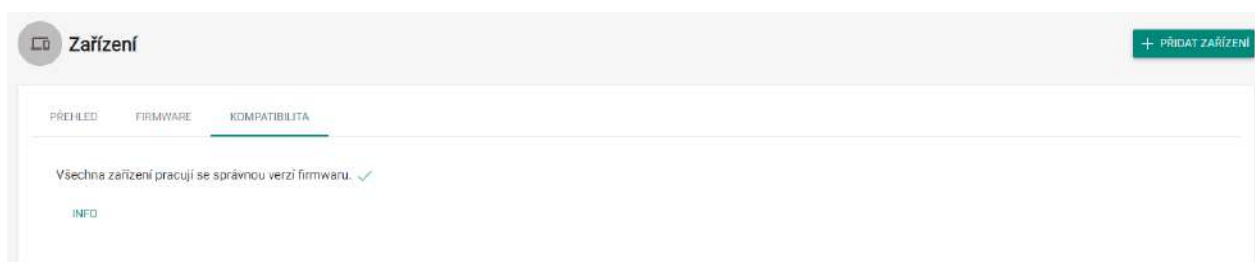 Zařízení
+ PŘIDAT ZAŘÍZENÍ
PŘEHLED FIRMWARE KOMPATIBILITA
Všechna zařízení pracují se správnou verzí firmwaru. ✓
INFO